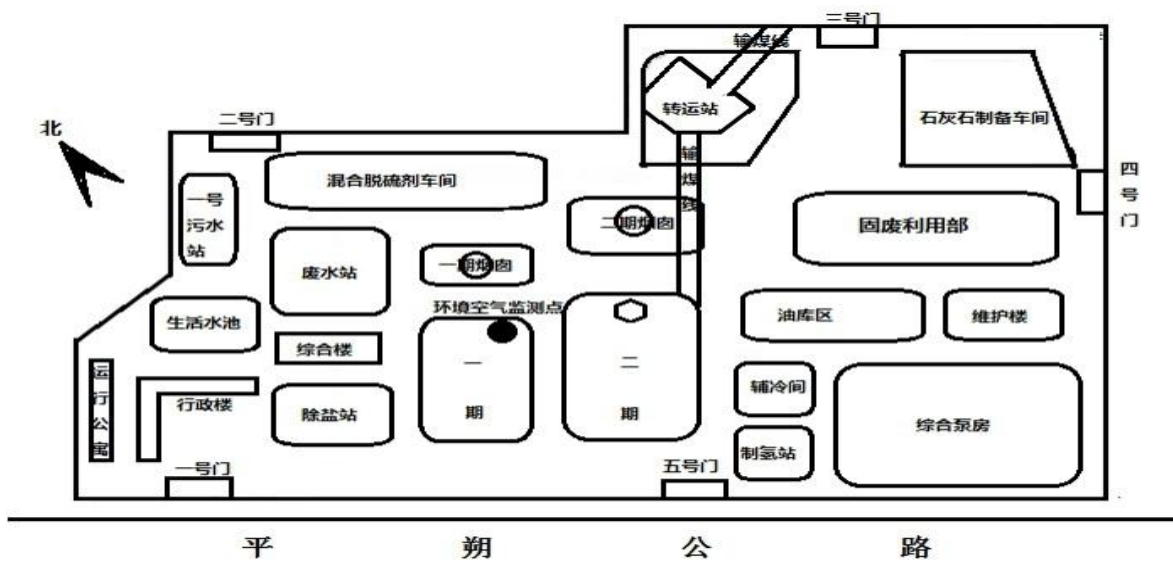 三号门
输煤线
北
二号门
转运站
石灰石制备车间
输煤线
四号门
混合脱硫剂车间
一号污水站
二期烟囱
固废利用部
废水站
一期烟囱
环境空气监测点
生活水池
油库区
维护楼
综合楼
一期
二期
运行公寓
行政楼
除盐站
辅冷间
综合泵房
制氢站
一号门
五号门
平朔公路